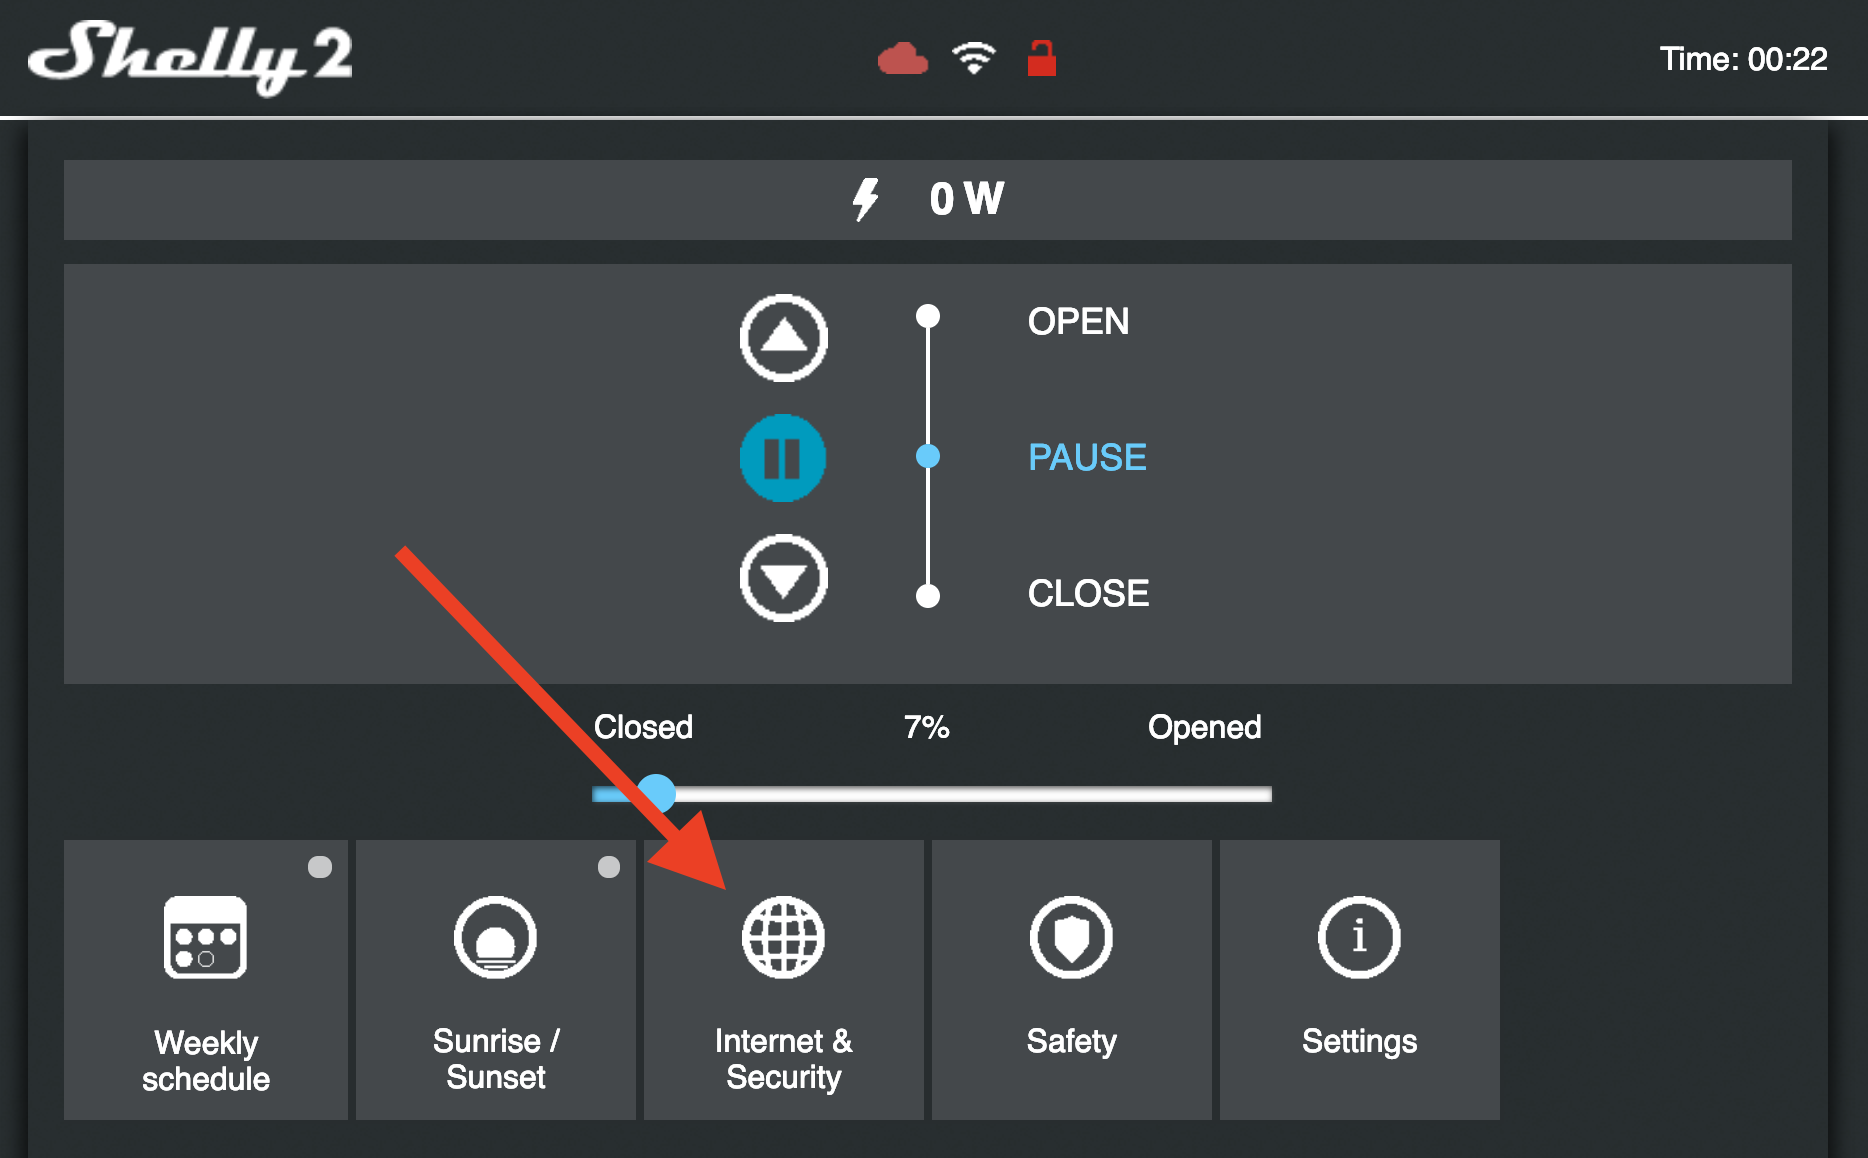 Shelly 2
Time: 00:22
0 W
OPEN
PAUSE
CLOSE
Closed 7% Opened
Weekly
schedule
Sunrise /
Sunset
Internet &
Security
Safety
Settings